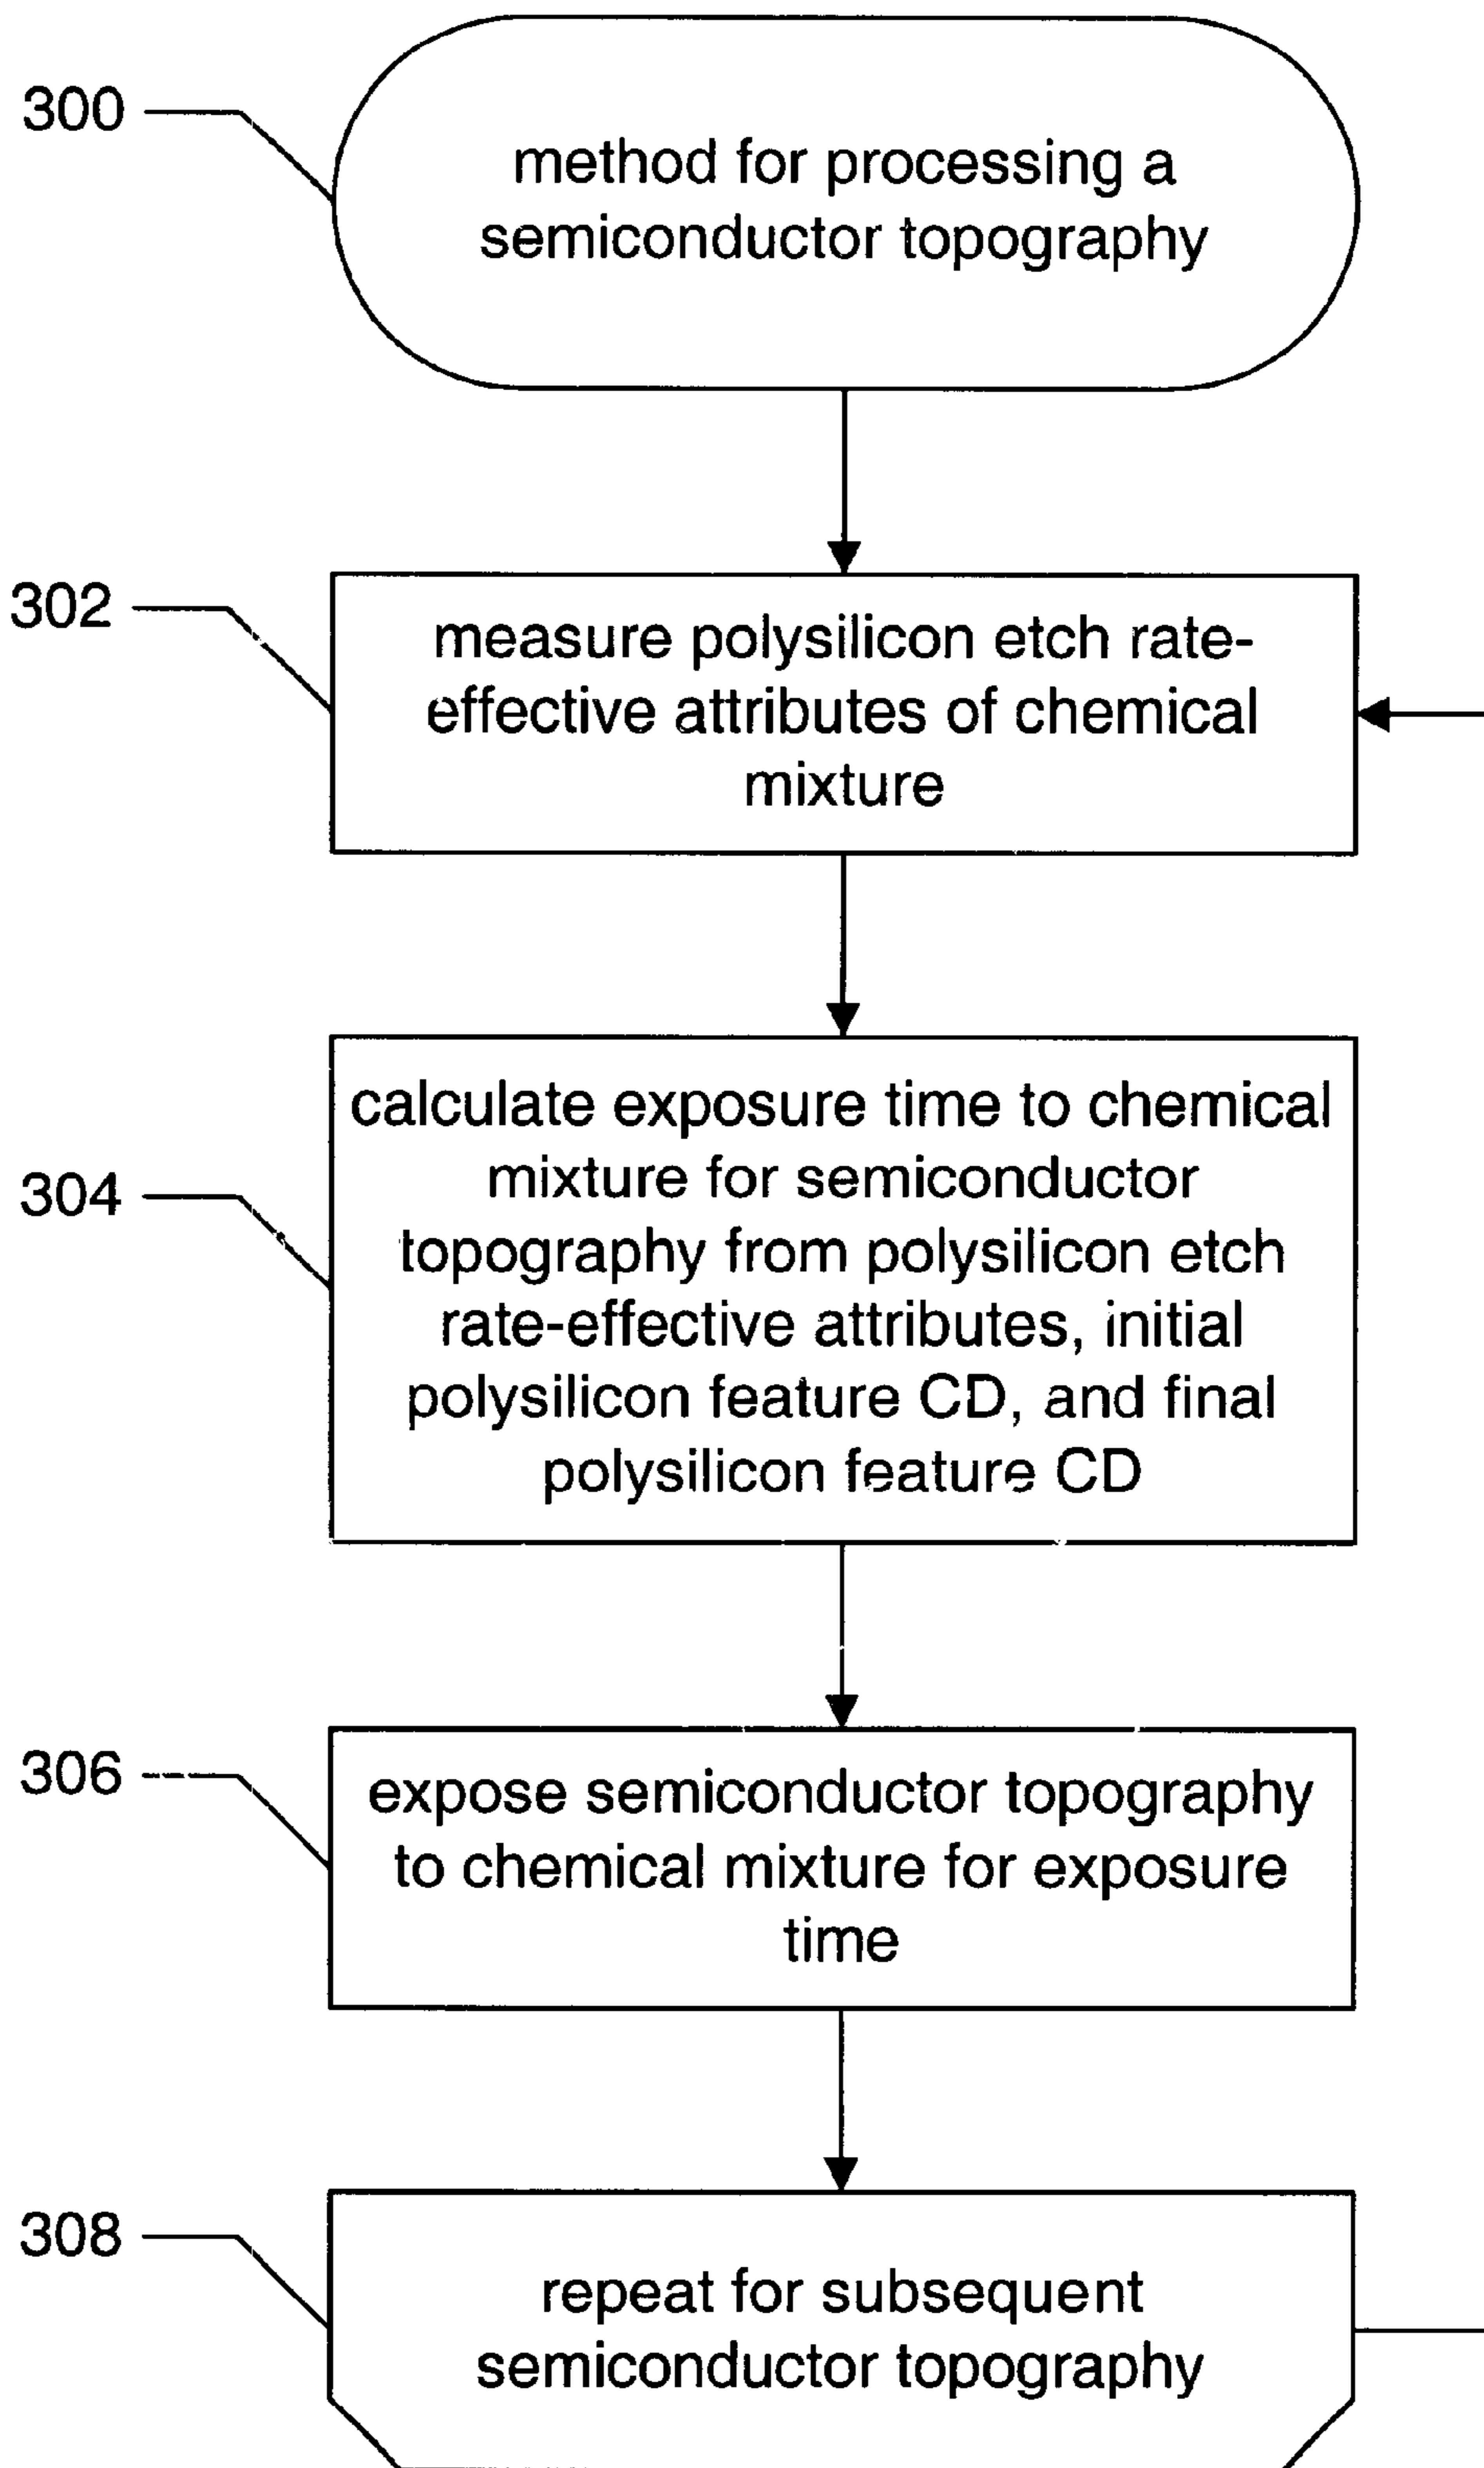 300
method for processing a
semiconductor topography
302
measure polysilicon etch rate-
effective attributes of chemical
mixture
304
calculate exposure time to chemical
mixture for semiconductor
topography from polysilicon etch
rate-effective attributes, initial
polysilicon feature CD, and final
polysilicon feature CD
306
expose semiconductor topography
to chemical mixture for exposure
time
308
repeat for subsequent
semiconductor topography